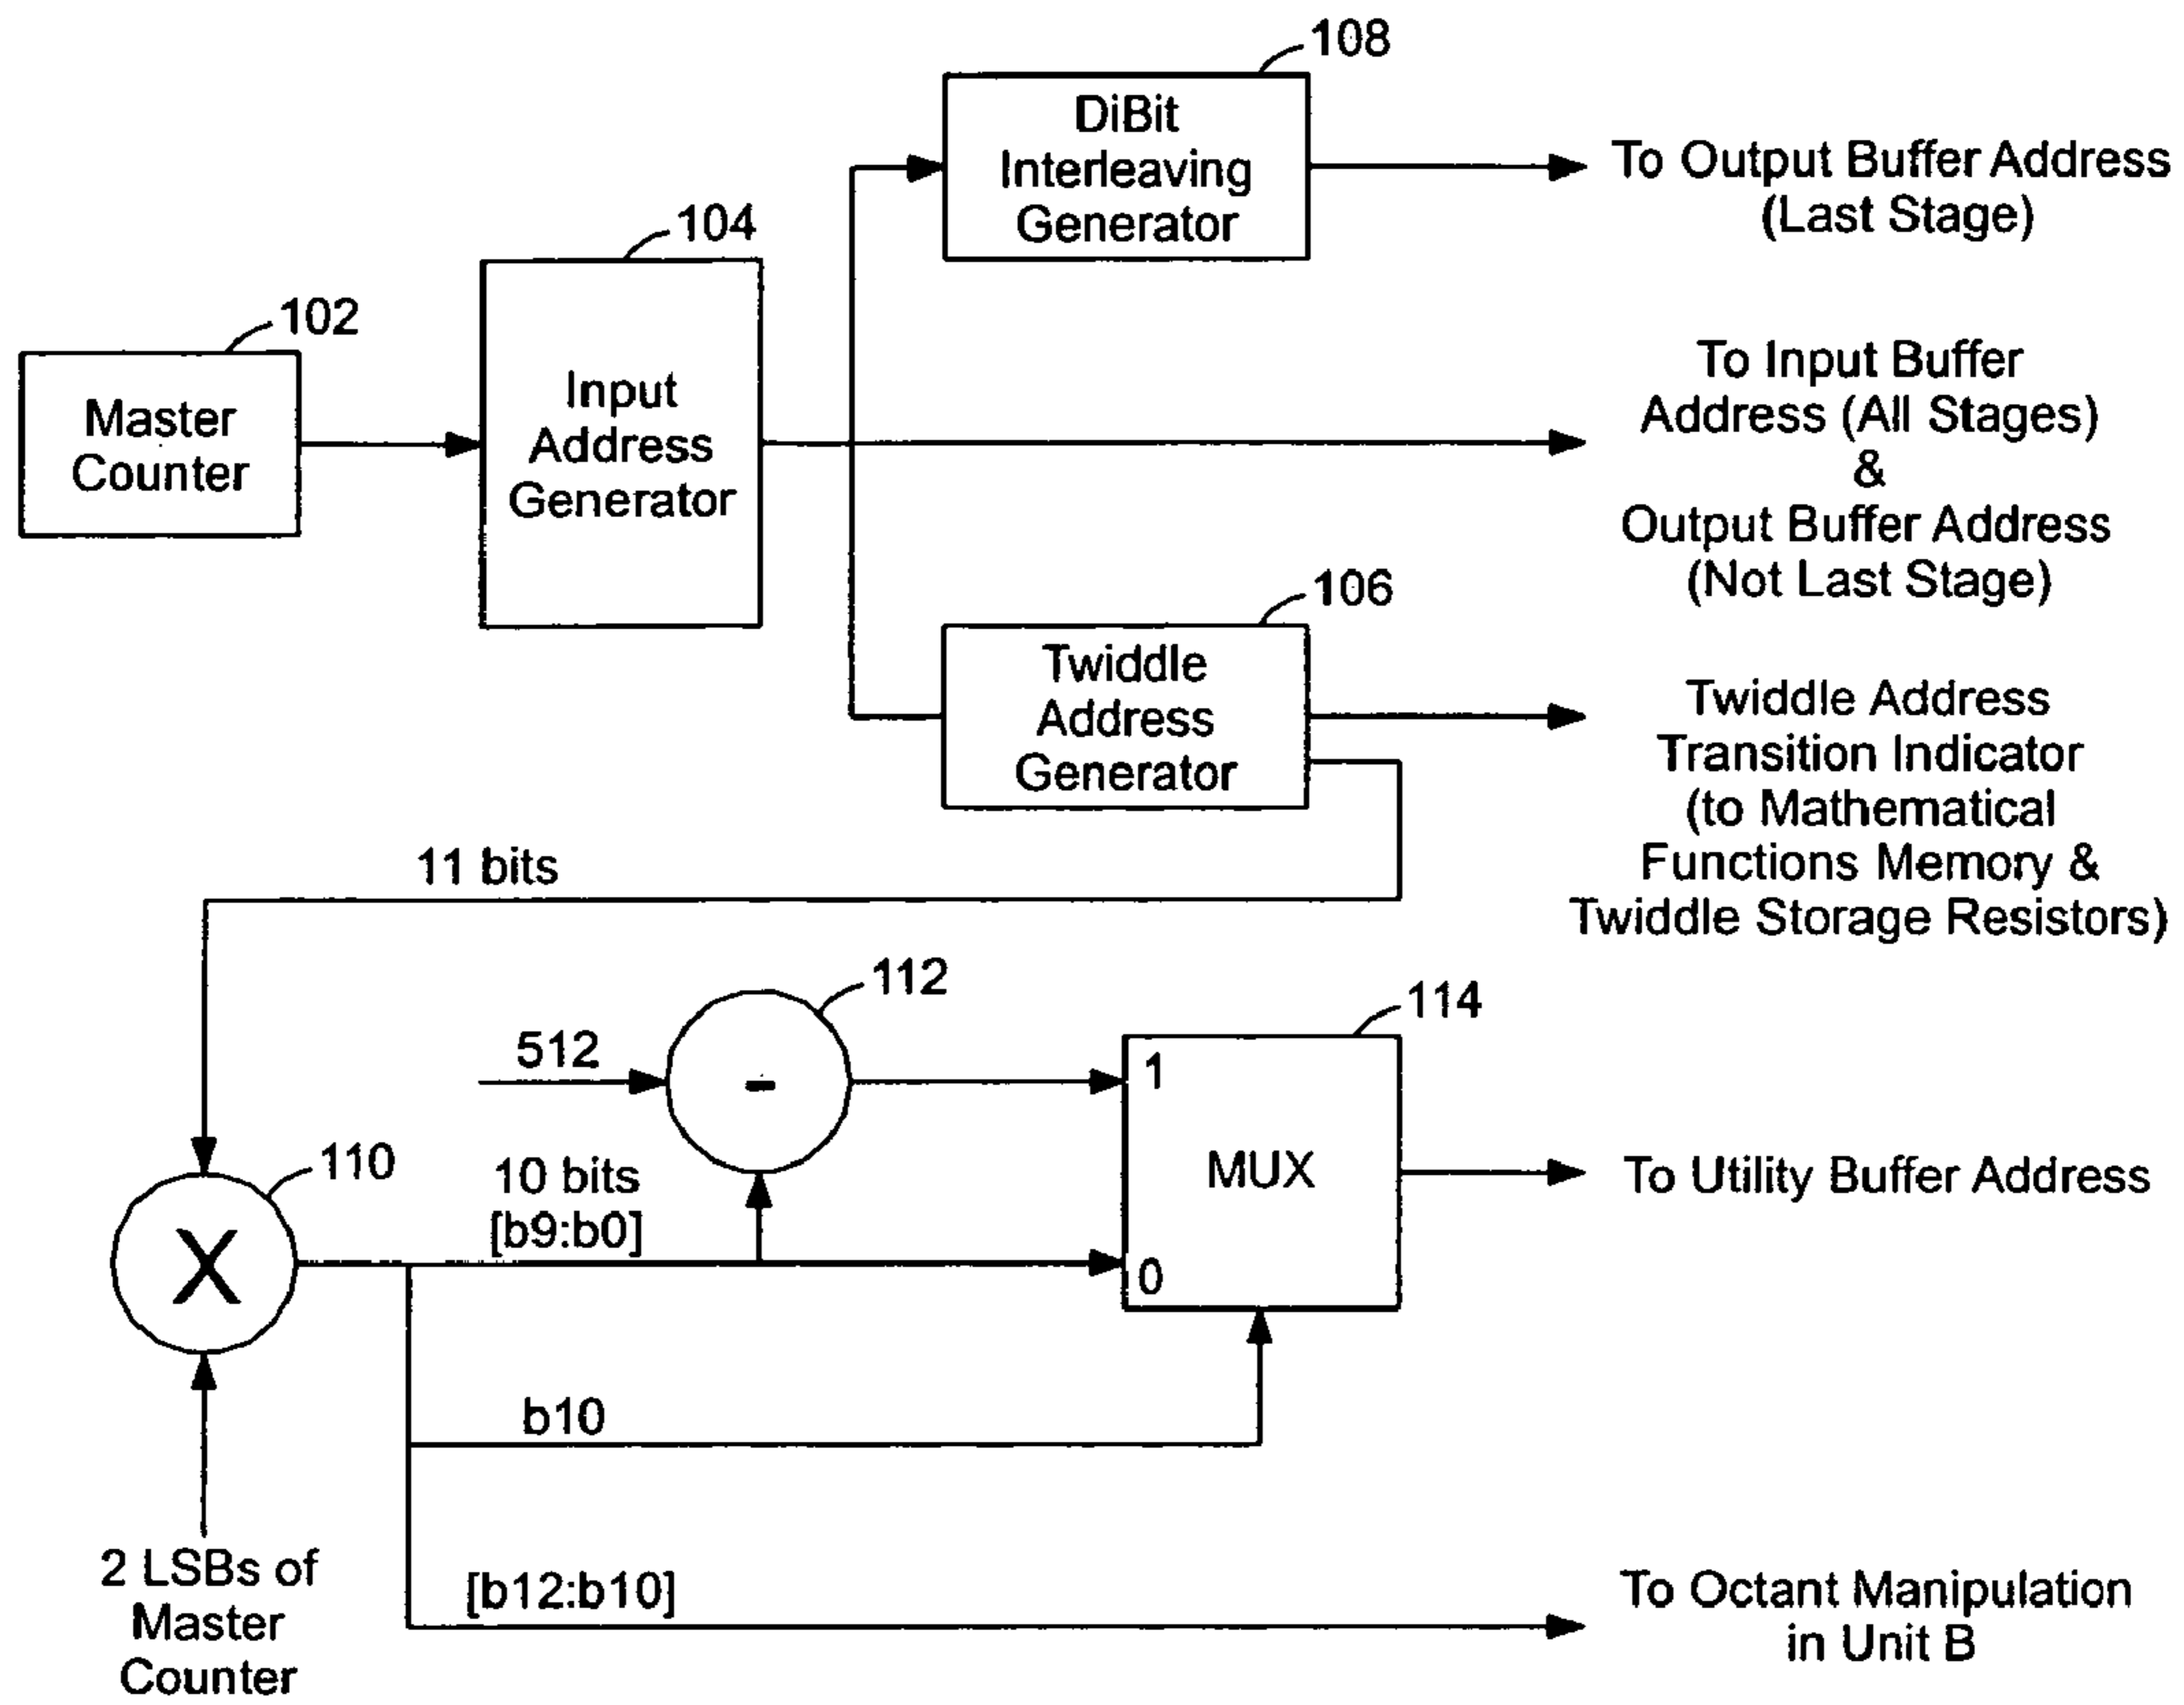 108
DiBit
Interleaving
Generator
To Output Buffer Address
(Last Stage)
104
102
Master
Counter
Input
Address
Generator
To Input Buffer
Address (All Stages)
&
Output Buffer Address
(Not Last Stage)
106
Twiddle
Address
Generator
Twiddle Address
Transition Indicator
(to Mathematical
Functions Memory &
Twiddle Storage Resistors)
11 bits
112
114
512
-
1
MUX
0
To Utility Buffer Address
110
10 bits
[b9:b0]
X
b10
2 LSBs of
Master
Counter
[b12:b10]
To Octant Manipulation
in Unit B